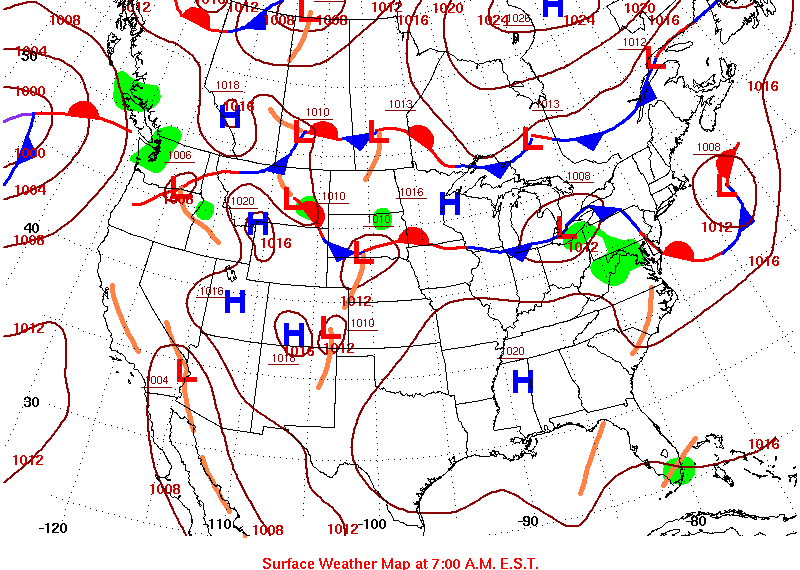 1008 1012 1016 1008 L 1008 1012 1016 1020 1024 1028 H 1024 1020 1016
1004 50 1012 L
1000 1018 1016 H 1010 1013 1013 1016
L L L
1000 1006 1008
1004 L 1008 1020 L 1010 1016 H 1008 L
40 H 1010 L 1012 1012
1008 1016 L 1016
1016 H 1012
1012 H L 1010
1016 1012
1018 1020
1004 L H
30
1012 1016
1008
-120 -110 1008 1012 -100 -90 -80
Surface Weather Map at 7:00 A.M. E.S.T.